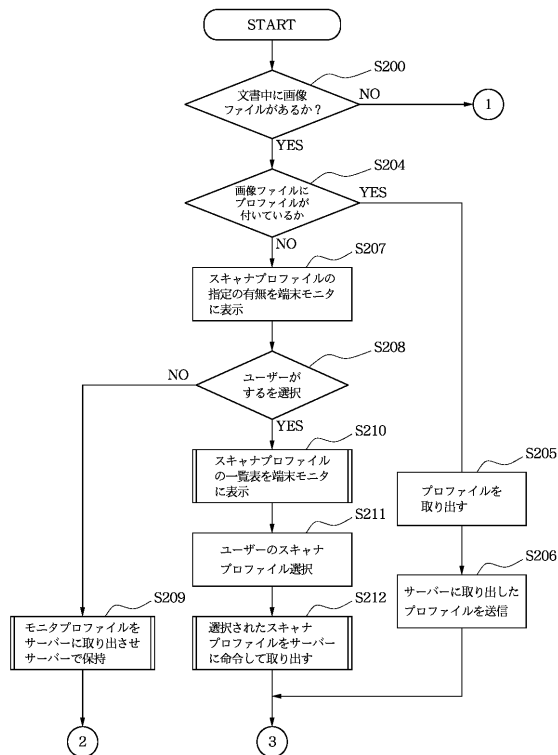 START
S200
文書中に画像
ファイルがあるか?
NO
1
YES
S204
画像ファイルに
プロファイルが
付いているか
YES
NO
S207
スキャナプロファイルの
指定の有無を端末モニタ
に表示
S208
ユーザーが
するを選択
NO
YES
S210
スキャナプロファイル
の一覧表を端末モニタ
に表示
S205
プロファイルを
取り出す
S211
ユーザーのスキャナ
プロファイル選択
S206
サーバーに取り出した
プロファイルを送信
S209
モニタプロファイルを
サーバーに取り出させ
サーバーで保持
S212
選択されたスキャナ
プロファイルをサーバー
に命令して取り出す
2
3